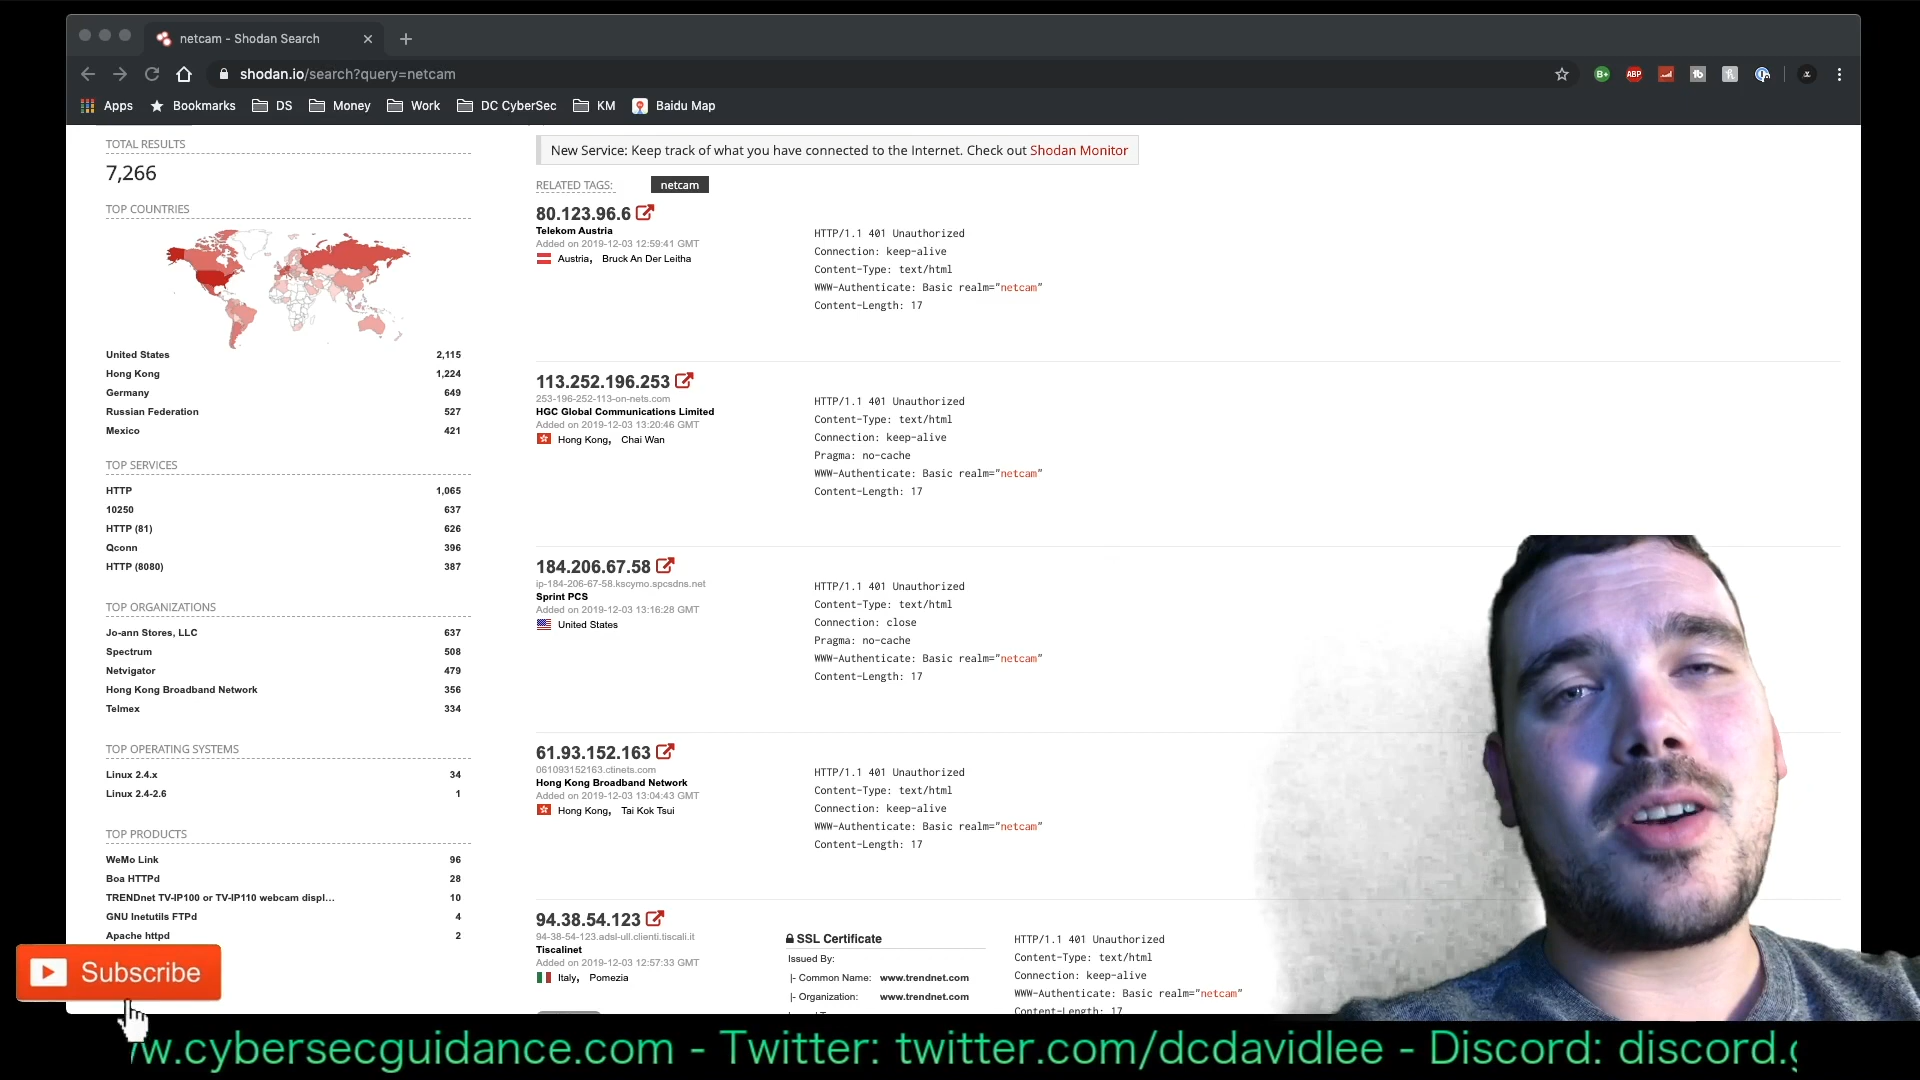 netcam - Shodan Search
shodan.io/search?query=netcam
Apps Bookmarks DS Money Work DC CyberSec KM Baidu Map
TOTAL RESULTS
7,266
TOP COUNTRIES
United States 2,115
Hong Kong 1,224
Germany 649
Russian Federation 527
Mexico 421
TOP SERVICES
HTTP 1,065
10250 637
HTTP (81) 626
Qconn 396
HTTP (8080) 387
TOP ORGANIZATIONS
Jo-ann Stores, LLC 637
Spectrum 508
Netvigator 479
Hong Kong Broadband Network 356
Telmex 334
TOP OPERATING SYSTEMS
Linux 2.4.x 34
Linux 2.4-2.6 1
TOP PRODUCTS
WeMo Link 96
Boa HTTPd 28
TRENDnet TV-IP100 or TV-IP110 webcam displ... 10
GNU Inetutils FTPd 4
Apache httpd 2
New Service: Keep track of what you have connected to the Internet. Check out Shodan Monitor
RELATED TAGS: netcam
80.123.96.6
Telekom Austria
Added on 2019-12-03 12:59:41 GMT
Austria, Bruck An Der Leitha
HTTP/1.1 401 Unauthorized
Connection: keep-alive
Content-Type: text/html
WWW-Authenticate: Basic realm="netcam"
Content-Length: 17
113.252.196.253
253-196-252-113-on-nets.com
HGC Global Communications Limited
Added on 2019-12-03 13:20:46 GMT
Hong Kong, Chai Wan
HTTP/1.1 401 Unauthorized
Content-Type: text/html
Connection: keep-alive
Pragma: no-cache
WWW-Authenticate: Basic realm="netcam"
Content-Length: 17
184.206.67.58
ip-184-206-67-58.kscymo.spcsdns.net
Sprint PCS
Added on 2019-12-03 13:16:28 GMT
United States
HTTP/1.1 401 Unauthorized
Content-Type: text/html
Connection: close
Pragma: no-cache
WWW-Authenticate: Basic realm="netcam"
Content-Length: 17
61.93.152.163
061093152163.ctinets.com
Hong Kong Broadband Network
Added on 2019-12-03 13:04:43 GMT
Hong Kong, Tai Kok Tsui
HTTP/1.1 401 Unauthorized
Content-Type: text/html
Connection: keep-alive
WWW-Authenticate: Basic realm="netcam"
Content-Length: 17
94.38.54.123
94-38-54-123.adsl-ull.clienti.tiscali.it
Tiscalinet
Added on 2019-12-03 12:57:33 GMT
Italy, Pomezia
SSL Certificate
Issued By:
|- Common Name: www.trendnet.com
|- Organization: www.trendnet.com
HTTP/1.1 401 Unauthorized
Content-Type: text/html
Connection: keep-alive
WWW-Authenticate: Basic realm="netcam"
Content-Length: 17
Subscribe
w.cybersecguidance.com - Twitter: twitter.com/dcdavidlee - Discord: discord.g